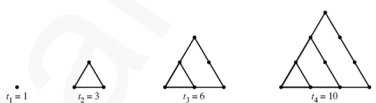 t₁ = 1 t₂ = 3 t₃ = 6 t₄ = 10